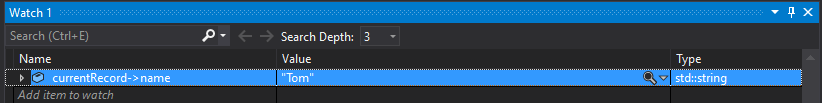 Watch 1
Search (Ctrl+E) Search Depth: 3
Name Value Type
currentRecord->name "Tom" std::string
Add item to watch